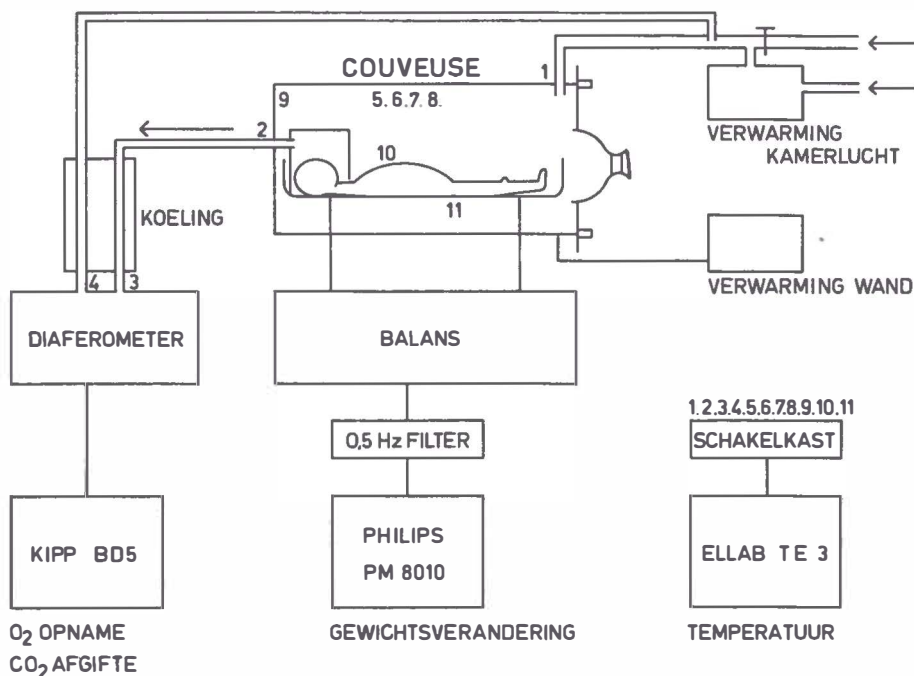 COUVEUSE
1
9
5.6.7.8.
2
10
11
VERWARMING
KAMERLUCHT
KOELING
4
3
VERWARMING WAND
DIAFEROMETER
BALANS
1.2.3.4.5.6.7.8.9.10.11
0,5 Hz FILTER
SCHAKELKAST
KIPP BD5
PHILIPS
PM 8010
ELLAB TE 3
O₂ OPNAME
CO₂ AFGIFTE
GEWICHTSVERANDERING
TEMPERATUUR